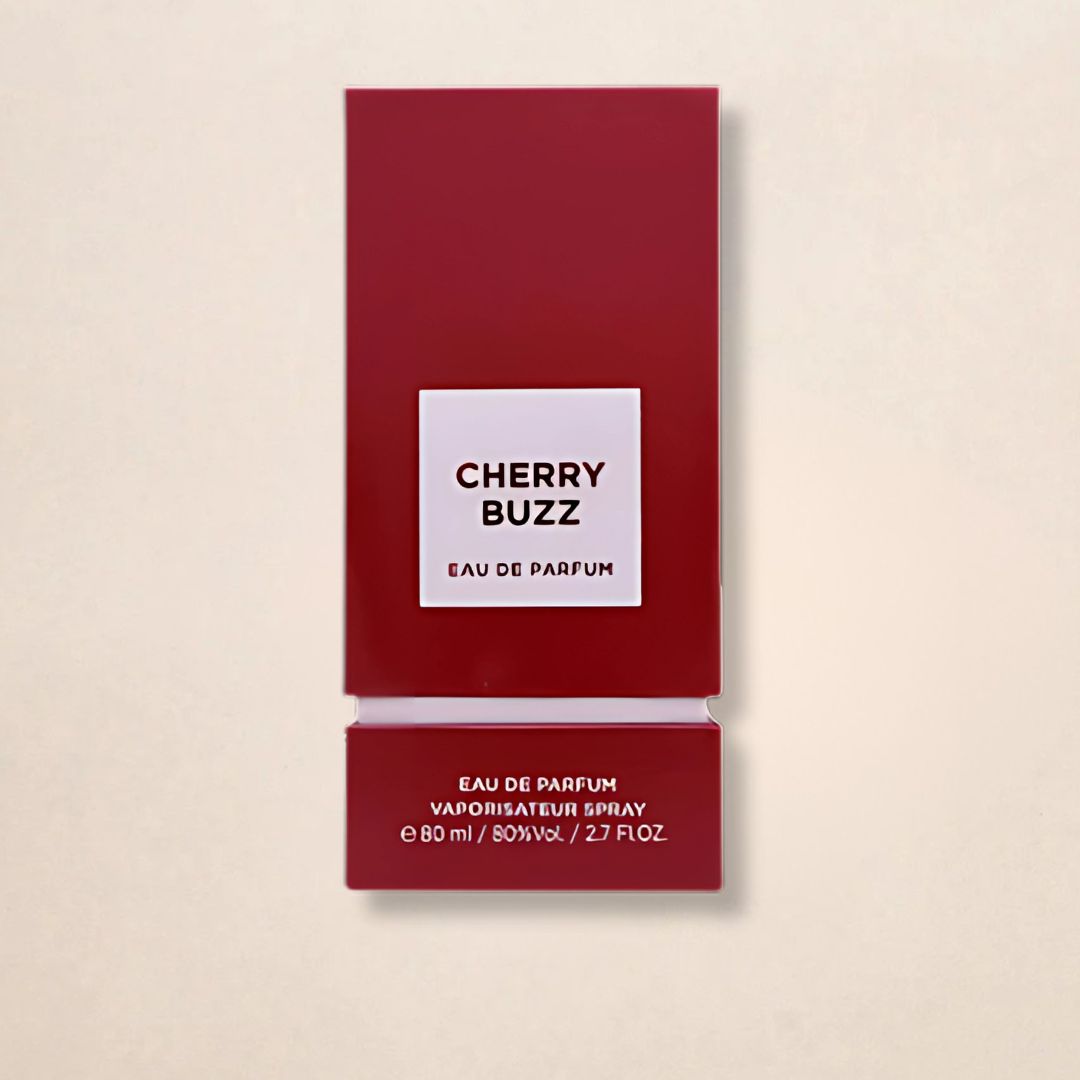 CHERRY
BUZZ
EAU DE PARFUM
EAU DE PARFUM
VAPORISATEUR SPRAY
℮ 80 ml / 80% Vol. / 2.7 FL OZ.